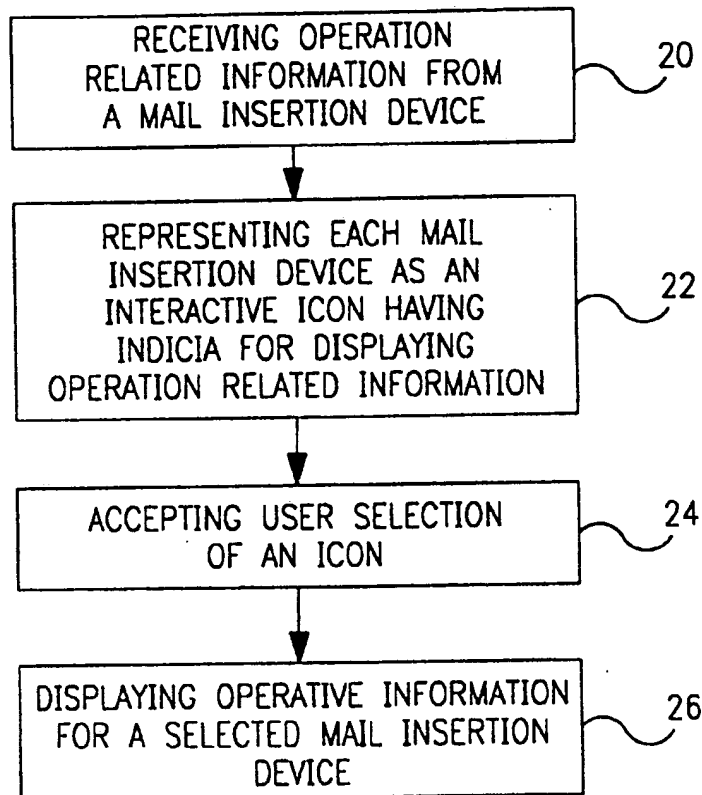 RECEIVING OPERATION
RELATED INFORMATION FROM
A MAIL INSERTION DEVICE
20
REPRESENTING EACH MAIL
INSERTION DEVICE AS AN
INTERACTIVE ICON HAVING
INDICIA FOR DISPLAYING
OPERATION RELATED INFORMATION
22
ACCEPTING USER SELECTION
OF AN ICON
24
DISPLAYING OPERATIVE INFORMATION
FOR A SELECTED MAIL INSERTION
DEVICE
26